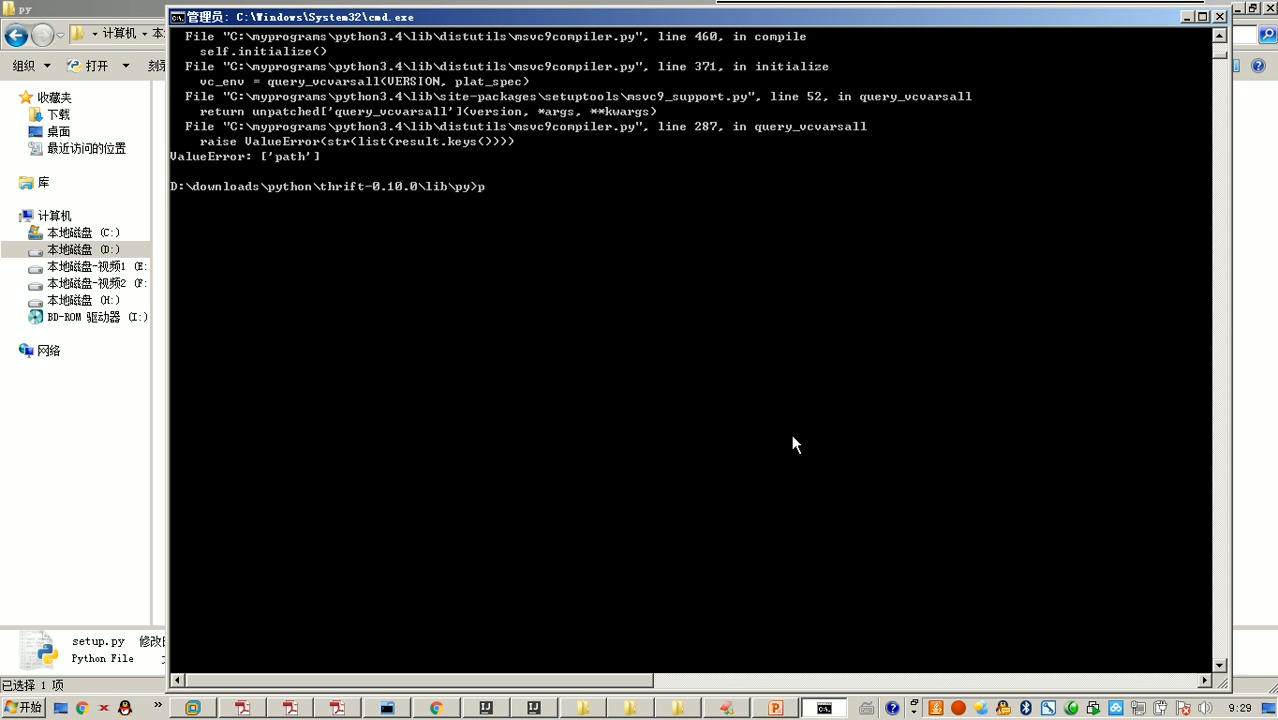 py
管理员: C:\Windows\System32\cmd.exe
计算机
本
组织
打开
刻
收藏夹
下载
桌面
最近访问的位置
库
计算机
本地磁盘 (C:)
本地磁盘 (D:)
本地磁盘-视频1 (E:
本地磁盘-视频2 (F:
本地磁盘 (H:)
BD-ROM 驱动器 (I:)
网络
File "C:\myprograms\python3.4\lib\distutils\msvc9compiler.py", line 460, in compile
self.initialize()
File "C:\myprograms\python3.4\lib\distutils\msvc9compiler.py", line 371, in initialize
vc_env = query_vcvarsall(VERSION, plat_spec)
File "C:\myprograms\python3.4\lib\site-packages\setuptools\msvc9_support.py", line 52, in query_vcvarsall
return unpatched['query_vcvarsall'](version, *args, **kwargs)
File "C:\myprograms\python3.4\lib\distutils\msvc9compiler.py", line 287, in query_vcvarsall
raise ValueError(str(list(result.keys())))
ValueError: ['path']
D:\downloads\python\thrift-0.10.0\lib\py>p
setup.py 修改
Python File
已选择 1 项
开始
9:29